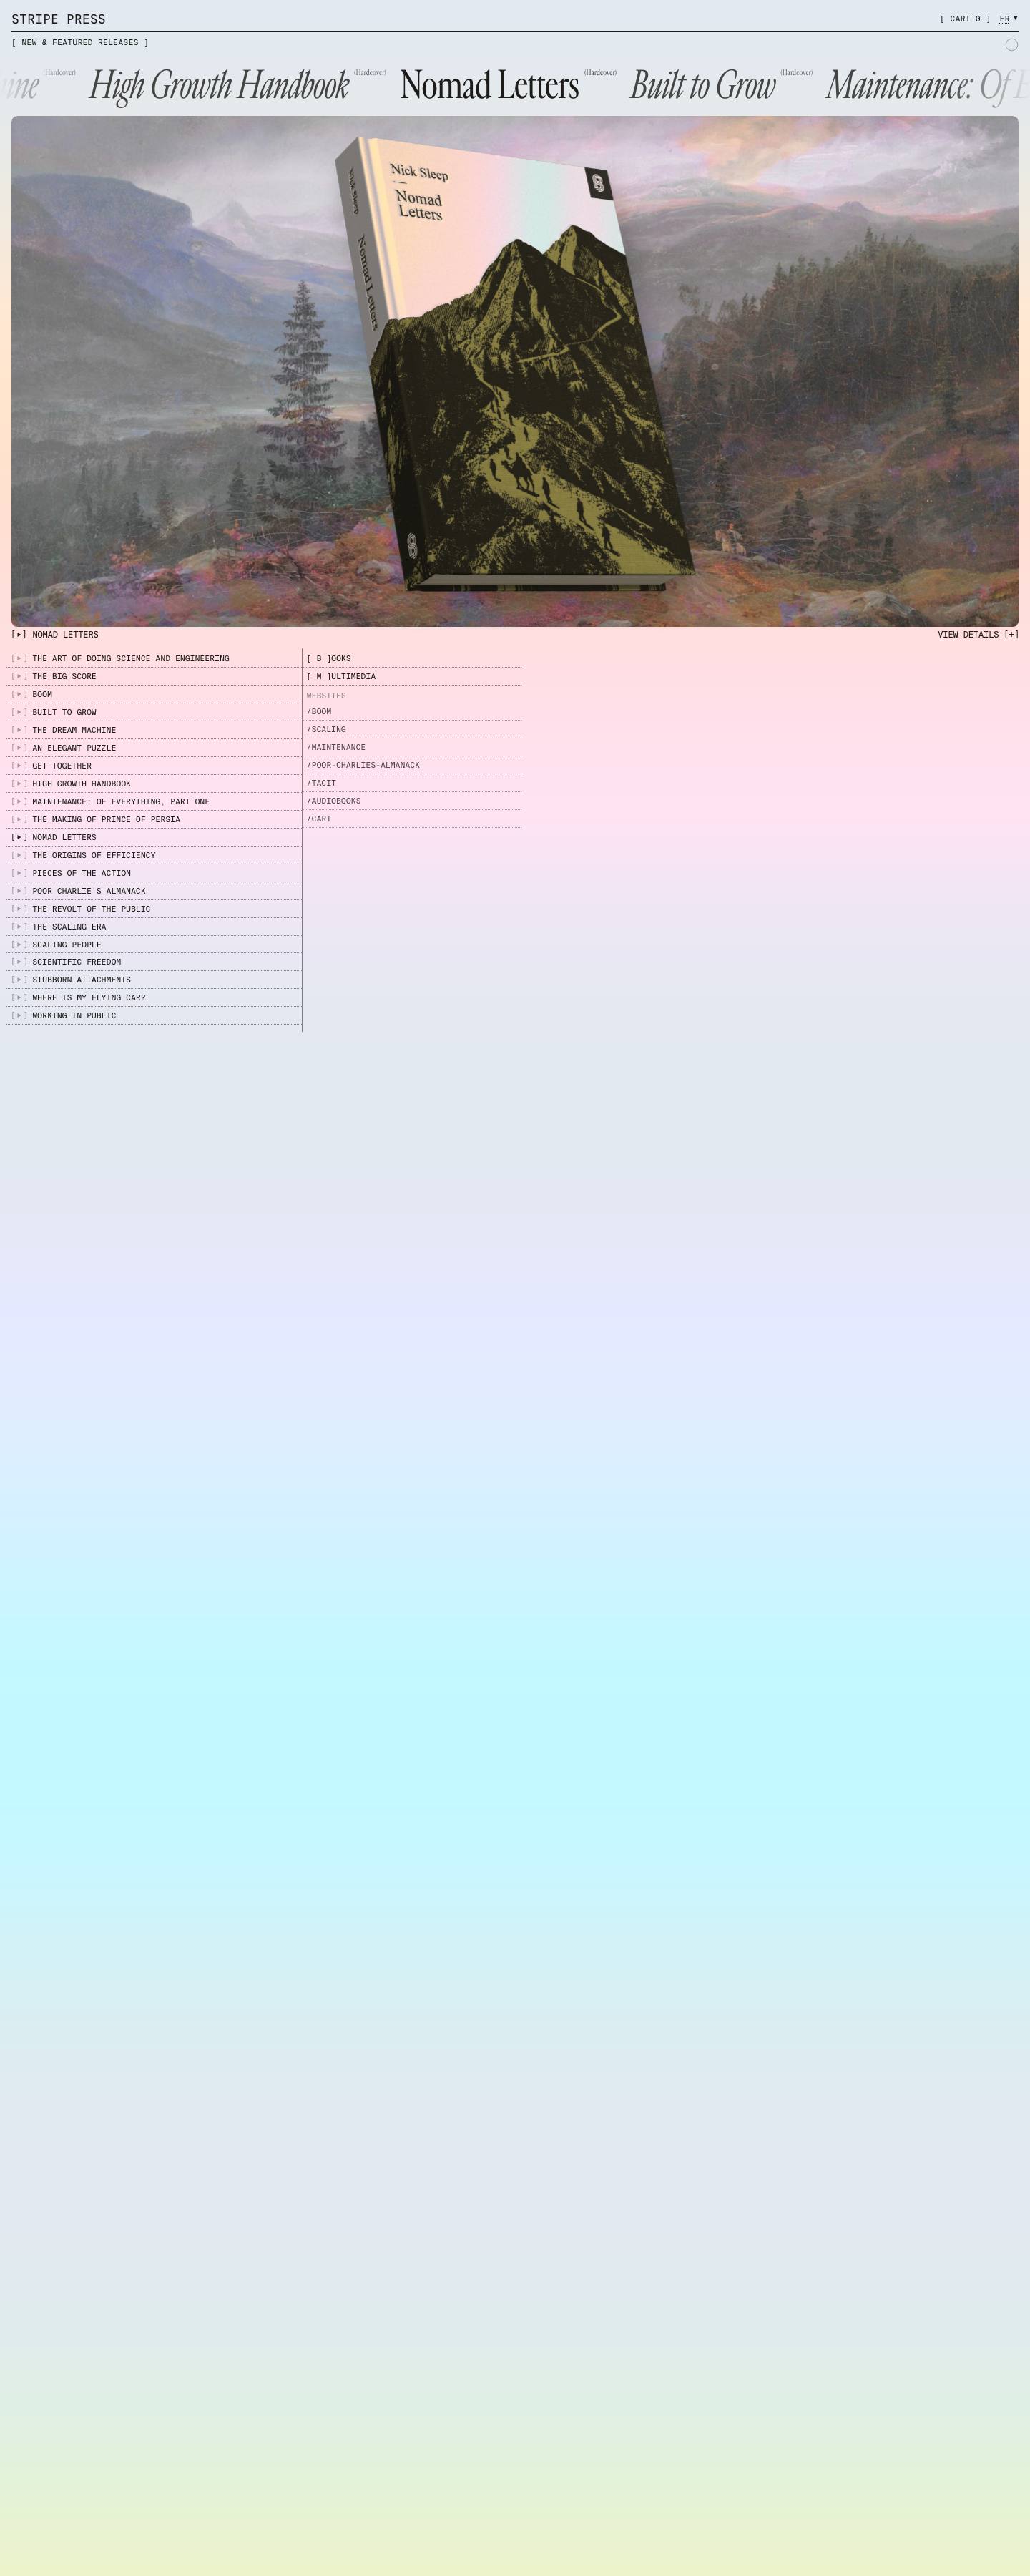 STRIPE PRESS
[ CART 0 ] FR ▼
[ NEW & FEATURED RELEASES ]
(Hardcover) High Growth Handbook (Hardcover) Nomad Letters (Hardcover) Built to Grow (Hardcover) Maintenance: Of
Nick Sleep
—
Nomad
Letters
Nick Sleep
Nomad Letters
[▶] NOMAD LETTERS
VIEW DETAILS [+]
[▶] THE ART OF DOING SCIENCE AND ENGINEERING
[▶] THE BIG SCORE
[▶] BOOM
[▶] BUILT TO GROW
[▶] THE DREAM MACHINE
[▶] AN ELEGANT PUZZLE
[▶] GET TOGETHER
[▶] HIGH GROWTH HANDBOOK
[▶] MAINTENANCE: OF EVERYTHING, PART ONE
[▶] THE MAKING OF PRINCE OF PERSIA
[▶] NOMAD LETTERS
[▶] THE ORIGINS OF EFFICIENCY
[▶] PIECES OF THE ACTION
[▶] POOR CHARLIE'S ALMANACK
[▶] THE REVOLT OF THE PUBLIC
[▶] THE SCALING ERA
[▶] SCALING PEOPLE
[▶] SCIENTIFIC FREEDOM
[▶] STUBBORN ATTACHMENTS
[▶] WHERE IS MY FLYING CAR?
[▶] WORKING IN PUBLIC
[ B ]OOKS
[ M ]ULTIMEDIA
WEBSITES
/BOOM
/SCALING
/MAINTENANCE
/POOR-CHARLIES-ALMANACK
/TACIT
/AUDIOBOOKS
/CART